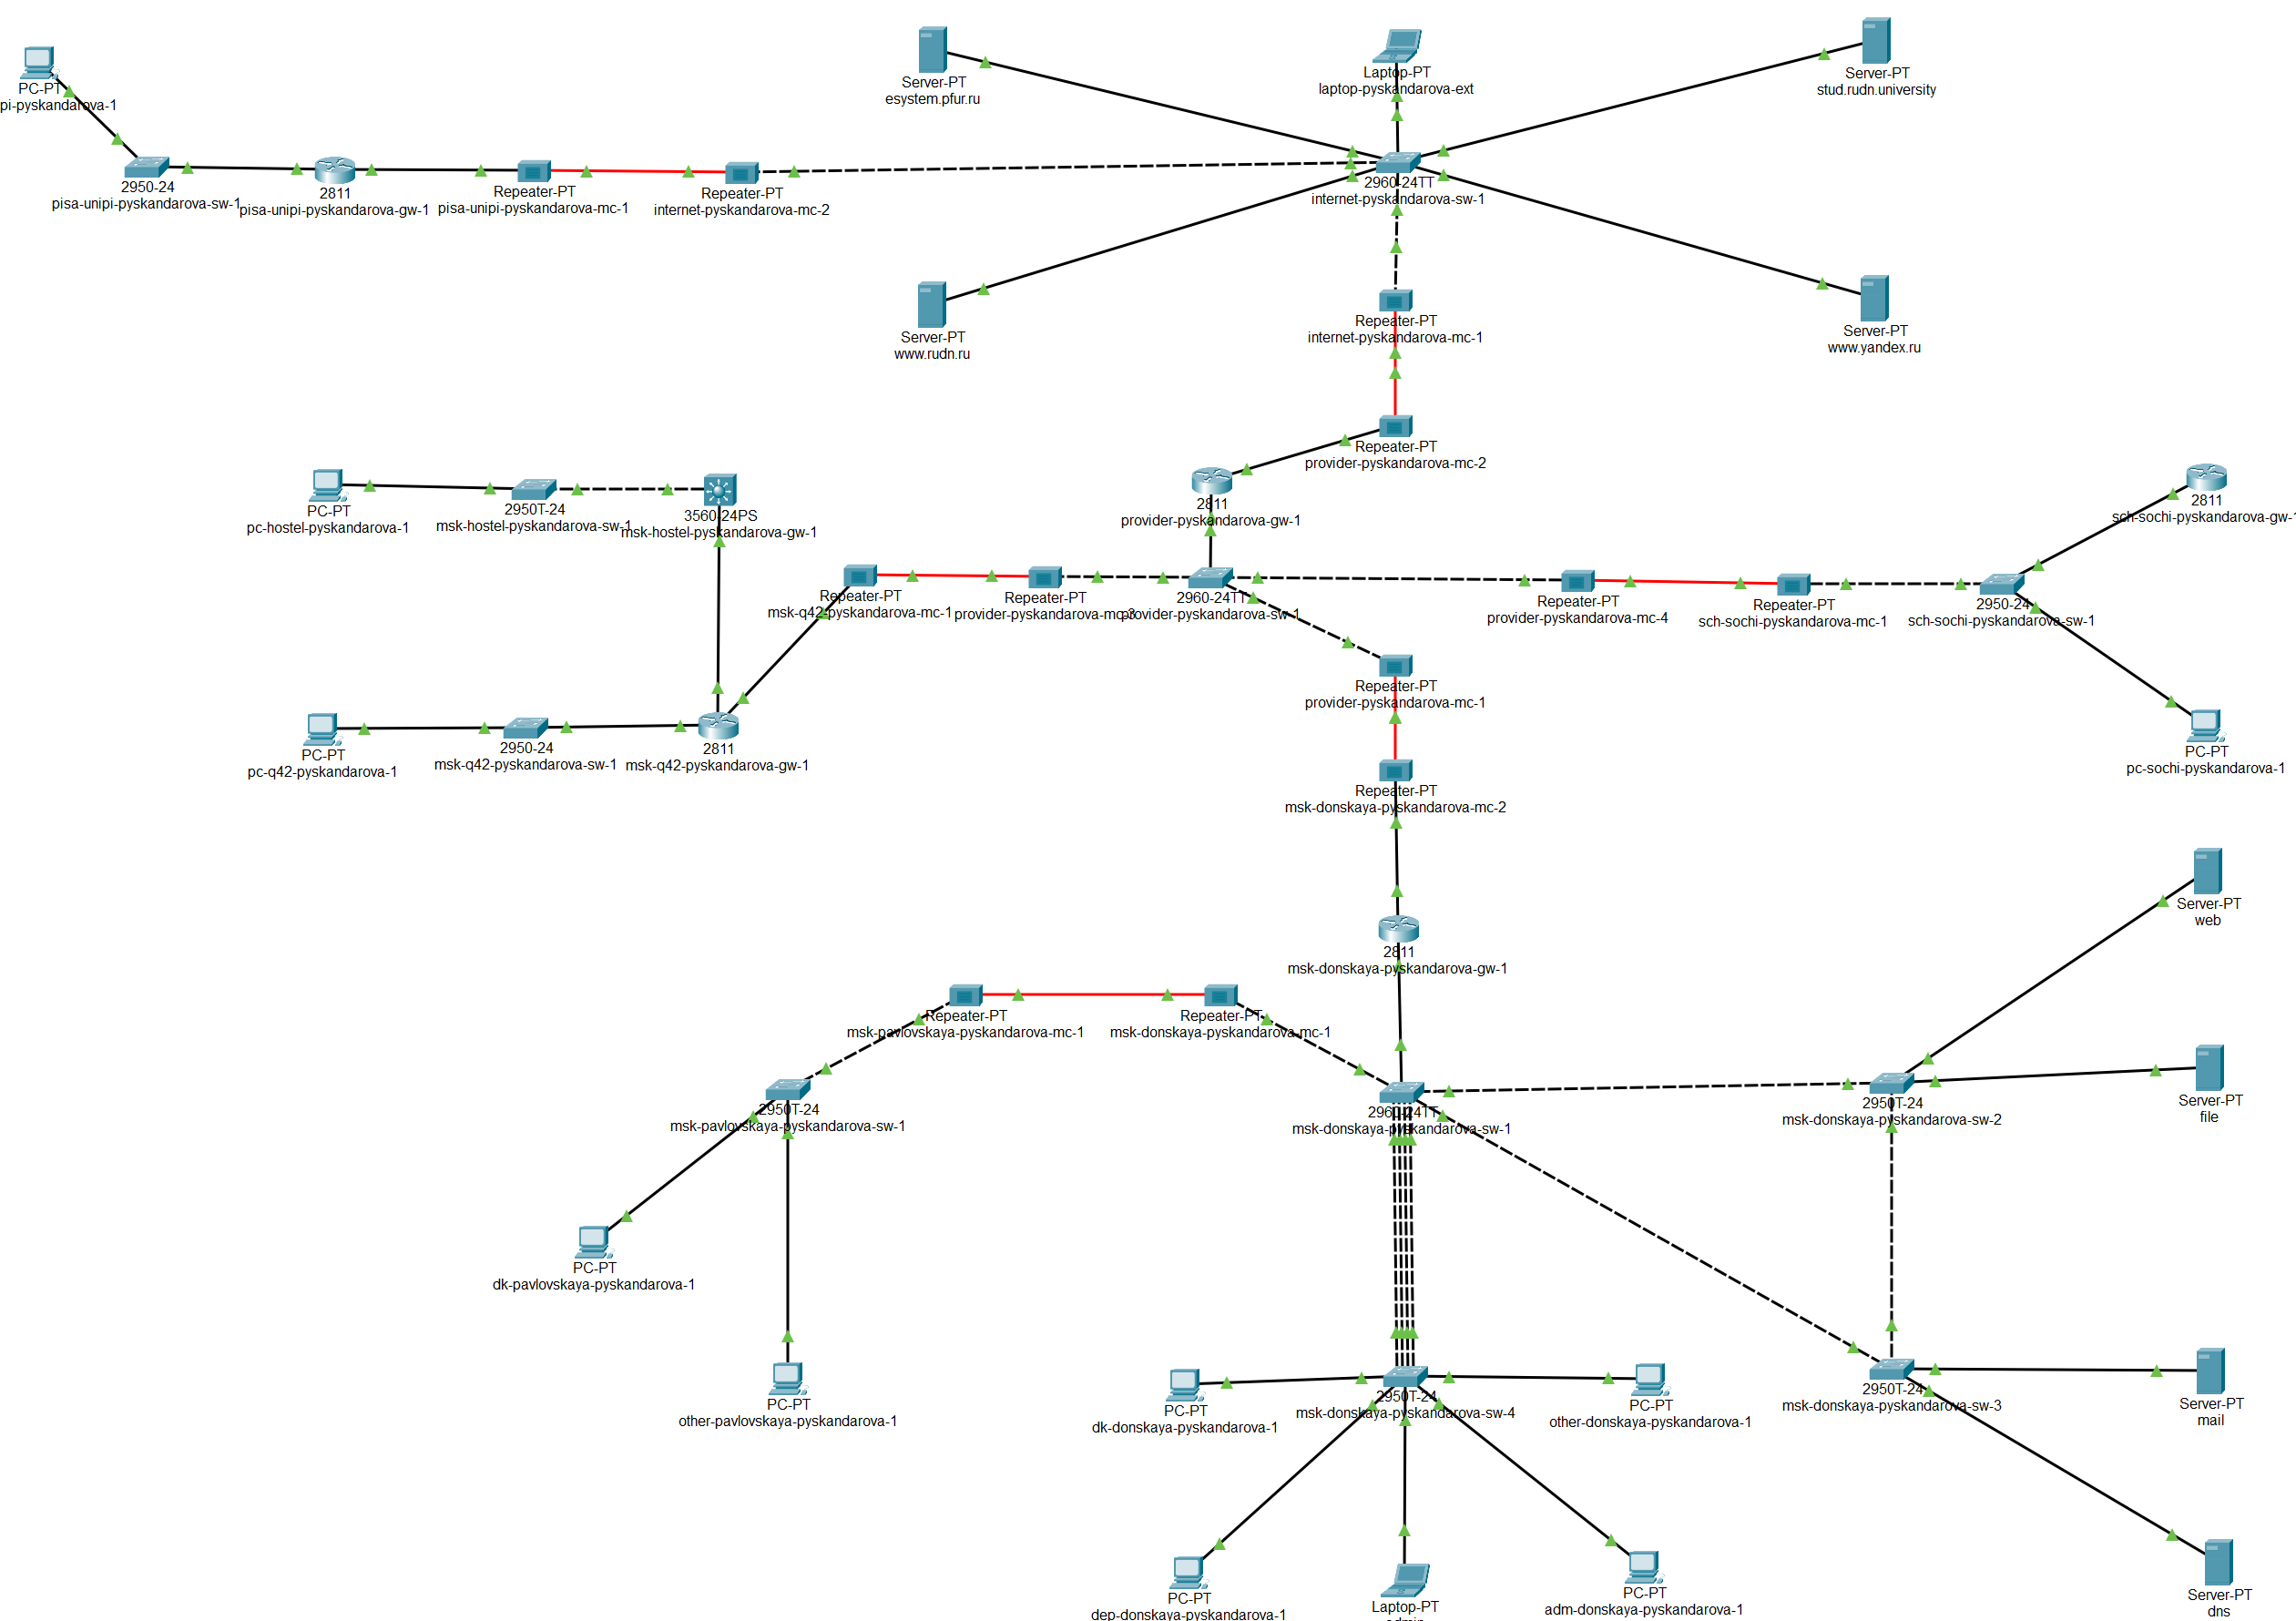 Server-PT
esystem.pfur.ru
Laptop-PT
laptop-pyskandarova-ext
Server-PT
stud.rudn.university
PC-PT
pi-pyskandarova-1
2950-24
pisa-unipi-pyskandarova-sw-1
2811
pisa-unipi-pyskandarova-gw-1
Repeater-PT
pisa-unipi-pyskandarova-mc-1
Repeater-PT
internet-pyskandarova-mc-2
2960-24TT
internet-pyskandarova-sw-1
Server-PT
www.rudn.ru
Repeater-PT
internet-pyskandarova-mc-1
Server-PT
www.yandex.ru
Repeater-PT
provider-pyskandarova-mc-2
PC-PT
pc-hostel-pyskandarova-1
2950T-24
msk-hostel-pyskandarova-sw-1
3560-24PS
msk-hostel-pyskandarova-gw-1
2811
provider-pyskandarova-gw-1
2811
sch-sochi-pyskandarova-gw-1
Repeater-PT
msk-q42-pyskandarova-mc-1
Repeater-PT
provider-pyskandarova-mc-3
2960-24TT
provider-pyskandarova-sw-1
Repeater-PT
provider-pyskandarova-mc-4
Repeater-PT
sch-sochi-pyskandarova-mc-1
2950-24
sch-sochi-pyskandarova-sw-1
Repeater-PT
provider-pyskandarova-mc-1
PC-PT
pc-q42-pyskandarova-1
2950-24
msk-q42-pyskandarova-sw-1
2811
msk-q42-pyskandarova-gw-1
PC-PT
pc-sochi-pyskandarova-1
Repeater-PT
msk-donskaya-pyskandarova-mc-2
Server-PT
web
2811
msk-donskaya-pyskandarova-gw-1
Repeater-PT
msk-pavlovskaya-pyskandarova-mc-1
Repeater-PT
msk-donskaya-pyskandarova-mc-1
2950T-24
msk-pavlovskaya-pyskandarova-sw-1
2960-24TT
msk-donskaya-pyskandarova-sw-1
2950T-24
msk-donskaya-pyskandarova-sw-2
Server-PT
file
PC-PT
dk-pavlovskaya-pyskandarova-1
PC-PT
other-pavlovskaya-pyskandarova-1
PC-PT
dk-donskaya-pyskandarova-1
2950T-24
msk-donskaya-pyskandarova-sw-4
PC-PT
other-donskaya-pyskandarova-1
2950T-24
msk-donskaya-pyskandarova-sw-3
Server-PT
mail
PC-PT
dep-donskaya-pyskandarova-1
Laptop-PT
PC-PT
adm-donskaya-pyskandarova-1
Server-PT
dns